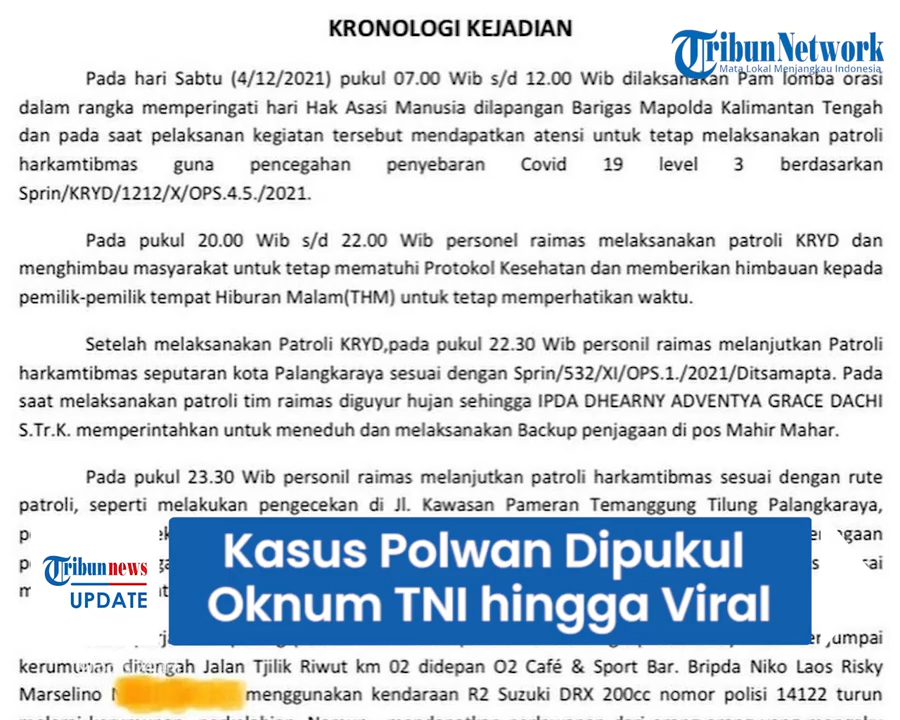 KRONOLOGI KEJADIAN
Tribun Network
Mata Lokal Menjangkau Indonesia
Pada hari Sabtu (4/12/2021) pukul 07.00 Wib s/d 12.00 Wib dilaksanakan Pam lomba orasi
dalam rangka memperingati hari Hak Asasi Manusia dilapangan Barigas Mapolda Kalimantan Tengah
dan pada saat pelaksanan kegiatan tersebut mendapatkan atensi untuk tetap melaksanakan patroli
harkamtibmas guna pencegahan penyebaran Covid 19 level 3 berdasarkan
Sprin/KRYD/1212/X/OPS.4.5./2021.
Pada pukul 20.00 Wib s/d 22.00 Wib personel raimas melaksanakan patroli KRYD dan
menghimbau masyarakat untuk tetap mematuhi Protokol Kesehatan dan memberikan himbauan kepada
pemilik-pemilik tempat Hiburan Malam(THM) untuk tetap memperhatikan waktu.
Setelah melaksanakan Patroli KRYD,pada pukul 22.30 Wib personil raimas melanjutkan Patroli
harkamtibmas seputaran kota Palangkaraya sesuai dengan Sprin/532/XI/OPS.1./2021/Ditsamapta. Pada
saat melaksanakan patroli tim raimas diguyur hujan sehingga IPDA DHEARNY ADVENTYA GRACE DACHI
S.Tr.K. memperintahkan untuk meneduh dan melaksanakan Backup penjagaan di pos Mahir Mahar.
Pada pukul 23.30 Wib personil raimas melanjutkan patroli harkamtibmas sesuai dengan rute
patroli, seperti melakukan pengecekan di Jl. Kawasan Pameran Temanggung Tilung Palangkaraya,
Kasus Polwan Dipukul
Oknum TNI hingga Viral
Tribunnews
UPDATE
kerumunan ditengah Jalan Tjilik Riwut km 02 didepan O2 Café & Sport Bar. Bripda Niko Laos Risky
Marselino menggunakan kendaraan R2 Suzuki DRX 200cc nomor polisi 14122 turun